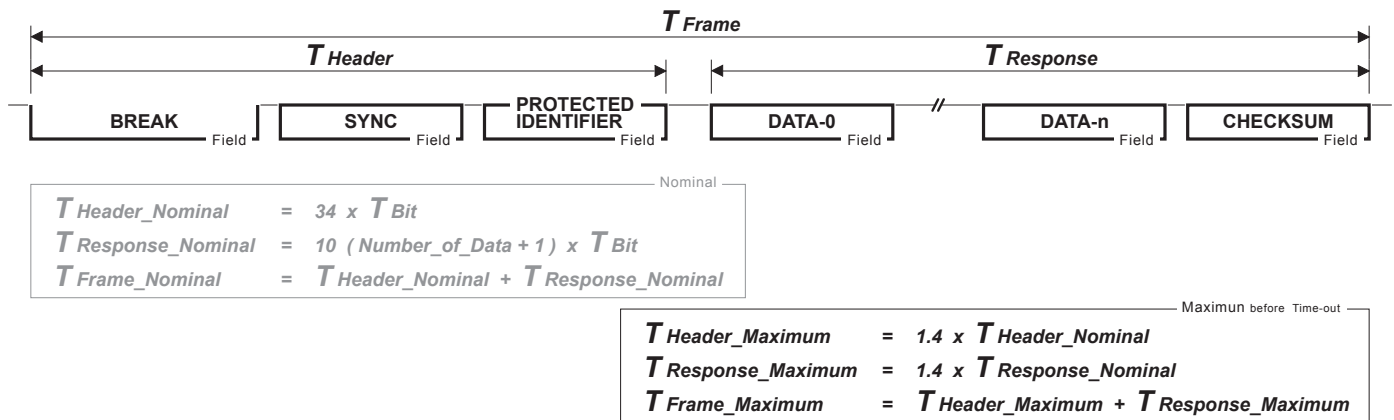 T Frame
T Header T Response
BREAK Field SYNC Field PROTECTED IDENTIFIER Field DATA-0 Field // DATA-n Field CHECKSUM Field
Nominal
T Header_Nominal = 34 x T Bit
T Response_Nominal = 10 ( Number_of_Data + 1 ) x T Bit
T Frame_Nominal = T Header_Nominal + T Response_Nominal
Maximun before Time-out
T Header_Maximum = 1.4 x T Header_Nominal
T Response_Maximum = 1.4 x T Response_Nominal
T Frame_Maximum = T Header_Maximum + T Response_Maximum